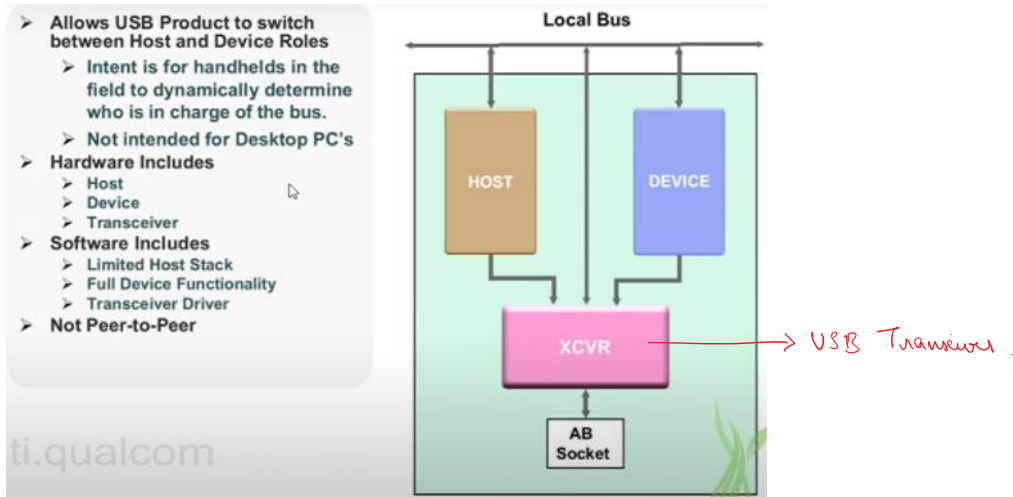 Allows USB Product to switch
between Host and Device Roles
Intent is for handhelds in the
field to dynamically determine
who is in charge of the bus.
Not intended for Desktop PC's
Hardware Includes
Host
Device
Transceiver
Software Includes
Limited Host Stack
Full Device Functionality
Transceiver Driver
Not Peer-to-Peer
ti.qualcom
Local Bus
HOST
DEVICE
XCVR
AB
Socket
USB